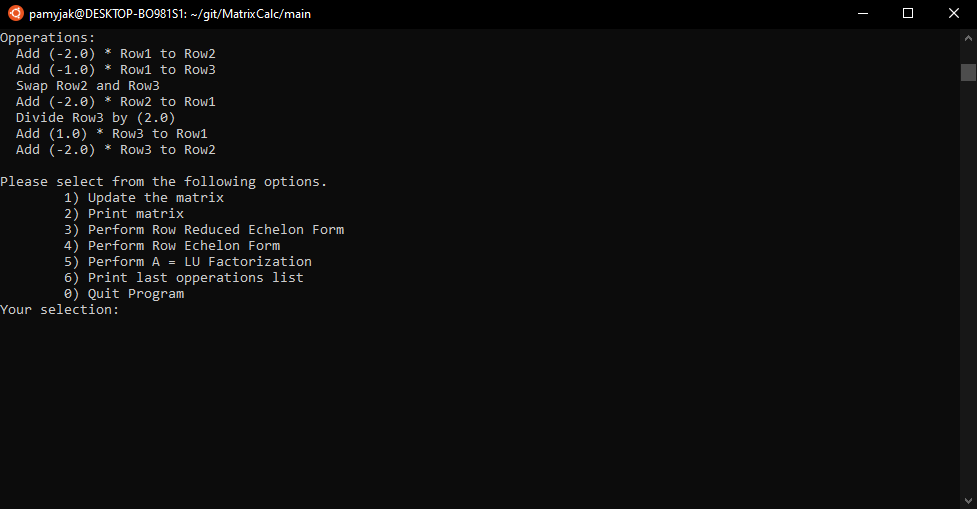 pamyjak@DESKTOP-BO981S1: ~/git/MatrixCalc/main
Opperations:
  Add (-2.0) * Row1 to Row2
  Add (-1.0) * Row1 to Row3
  Swap Row2 and Row3
  Add (-2.0) * Row2 to Row1
  Divide Row3 by (2.0)
  Add (1.0) * Row3 to Row1
  Add (-2.0) * Row3 to Row2

Please select from the following options.
        1) Update the matrix
        2) Print matrix
        3) Perform Row Reduced Echelon Form
        4) Perform Row Echelon Form
        5) Perform A = LU Factorization
        6) Print last opperations list
        0) Quit Program
Your selection: